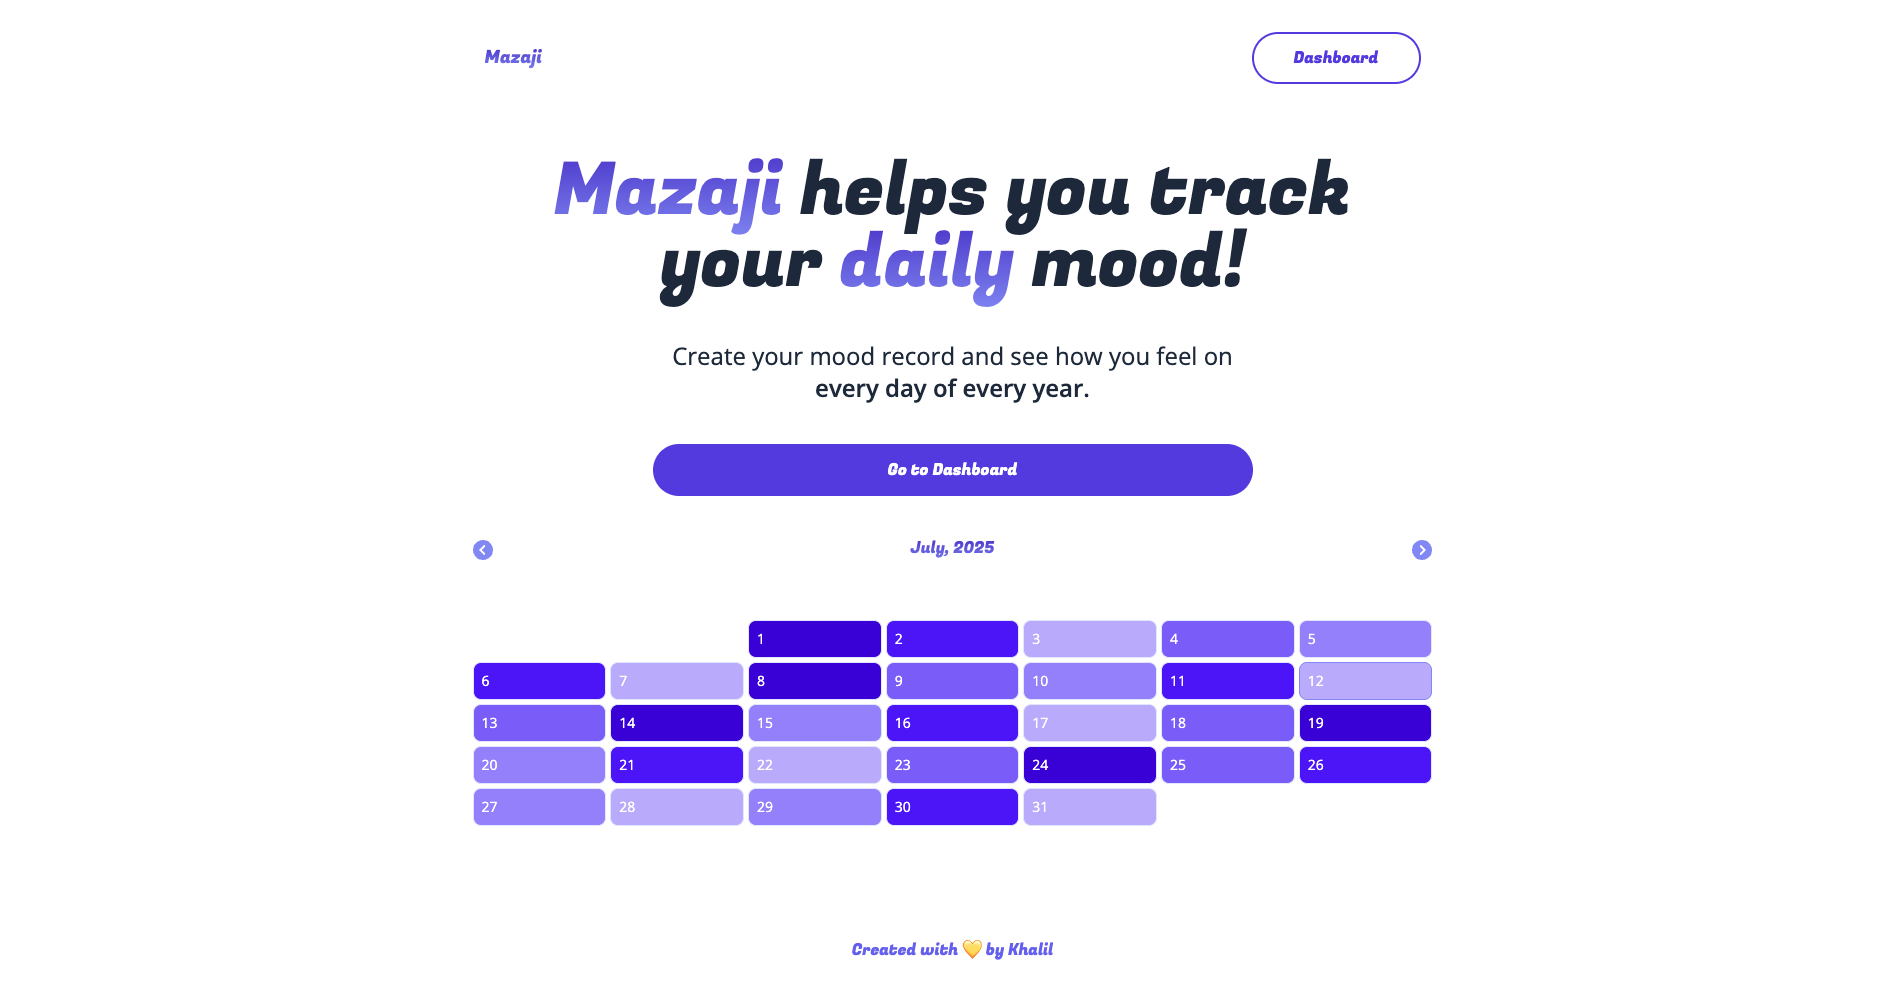 Mazaji
Dashboard
Mazaji helps you track
your daily mood!
Create your mood record and see how you feel on
every day of every year.
Go to Dashboard
July, 2025
1 2 3 4 5
6 7 8 9 10 11 12
13 14 15 16 17 18 19
20 21 22 23 24 25 26
27 28 29 30 31
Created with 💛 by Khalil